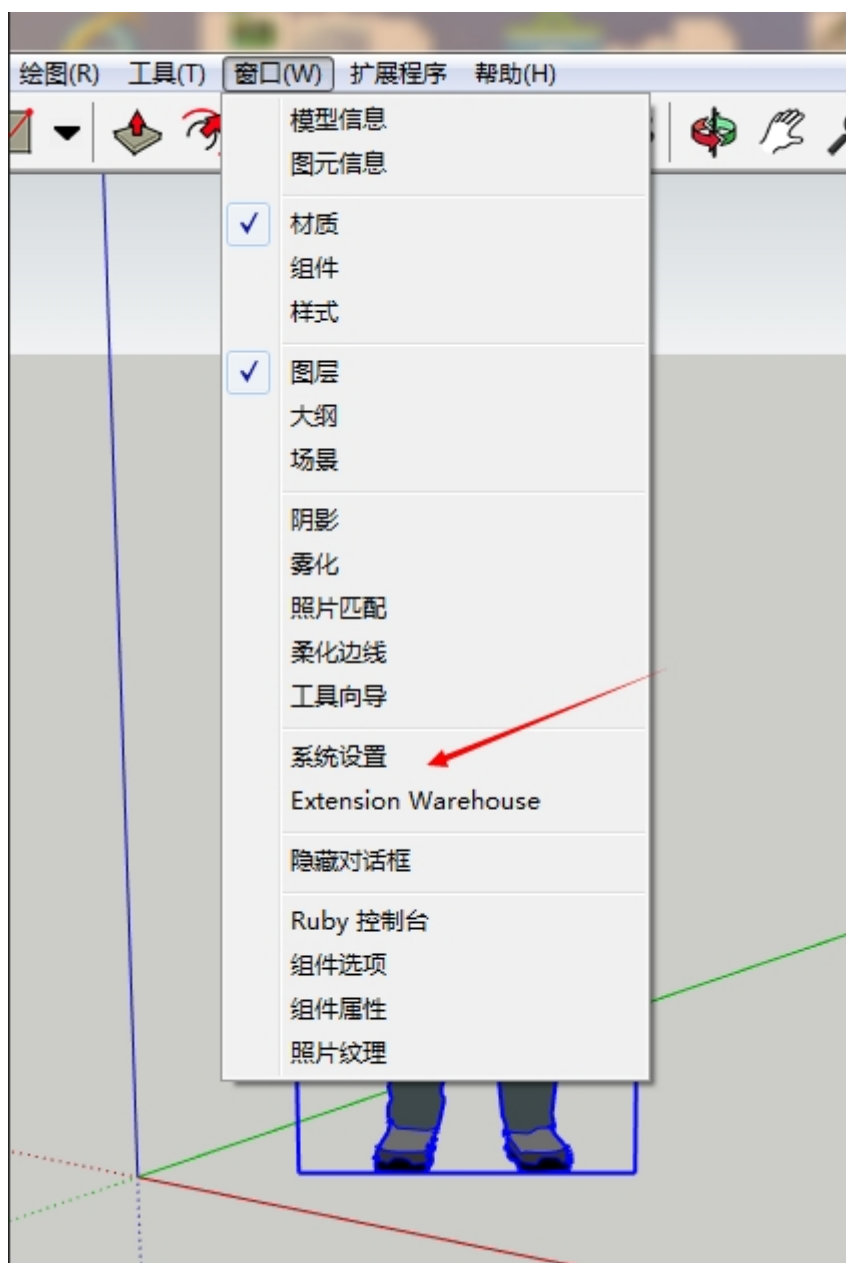 绘图(R) 工具(T) 窗口(W) 扩展程序 帮助(H)
模型信息
图元信息
材质
组件
样式
图层
大纲
场景
阴影
雾化
照片匹配
柔化边线
工具向导
系统设置
Extension Warehouse
隐藏对话框
Ruby 控制台
组件选项
组件属性
照片纹理